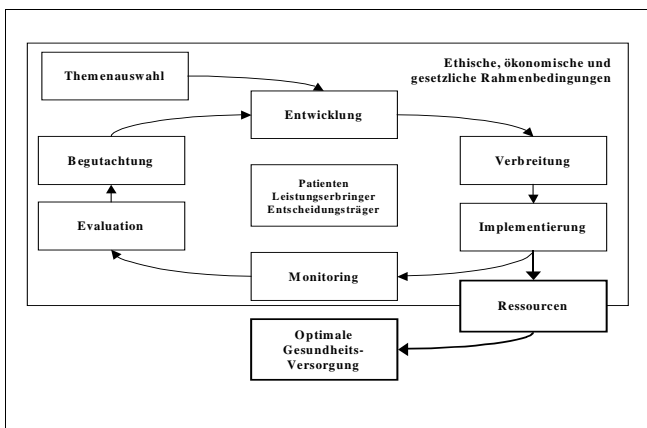 Ethische, ökonomische und
gesetzliche Rahmenbedingungen
Themenauswahl
Entwicklung
Begutachtung
Verbreitung
Patienten
Leistungserbringer
Entscheidungsträger
Evaluation
Implementierung
Monitoring
Ressourcen
Optimale
Gesundheits-
Versorgung